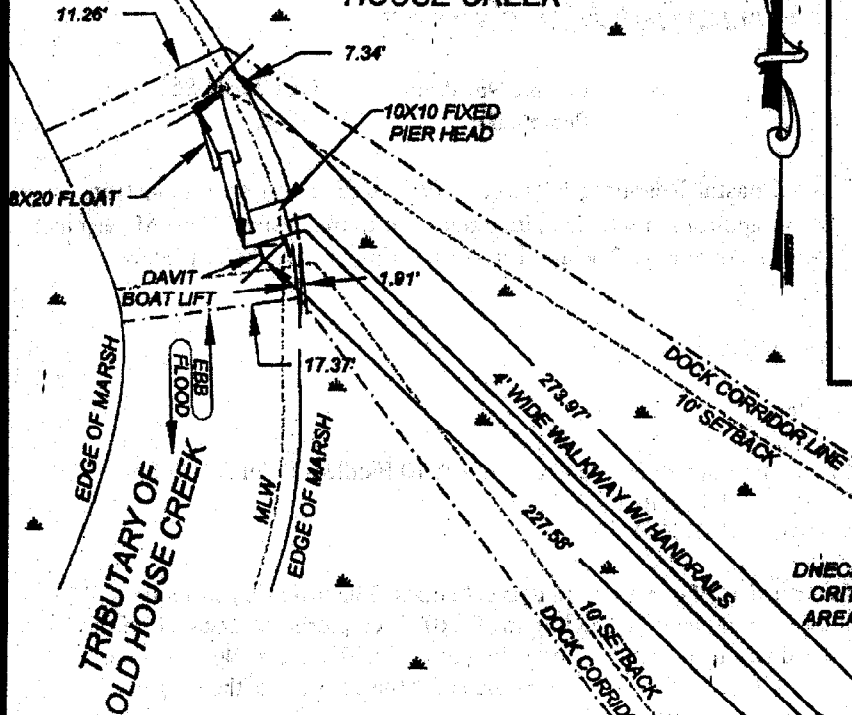 HOUSE CREEK
11.26'
7.34'
10X10 FIXED
PIER HEAD
8X20 FLOAT
DAVIT
BOAT LIFT
1.91'
17.37'
EBB
FLOOD
EDGE OF MARSH
MLW
EDGE OF MARSH
TRIBUTARY OF
OLD HOUSE CREEK
273.97'
4' WIDE WALKWAY W/ HANDRAILS
227.58'
DOCK CORRIDOR LINE
10' SETBACK
10' SETBACK
DOCK CORRIDO
DHEC
CRIT
AREA